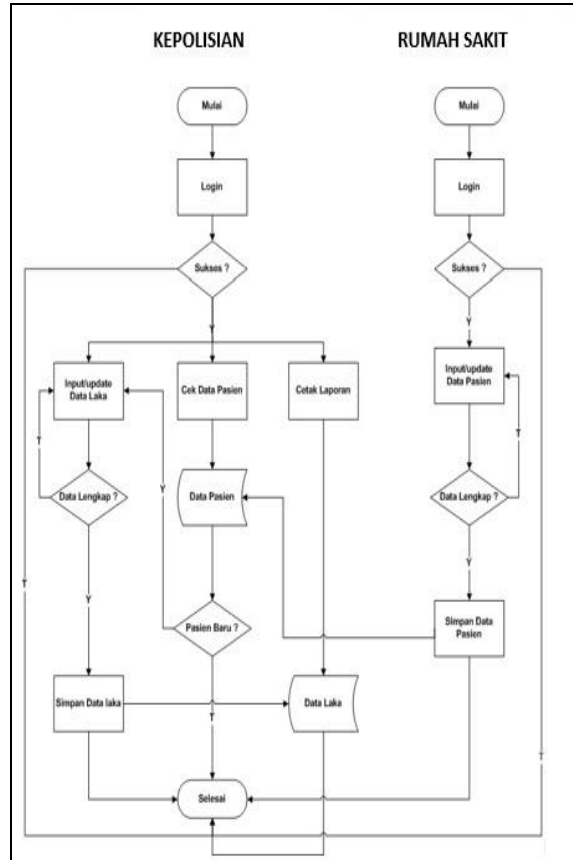 KEPOLISIAN
RUMAH SAKIT
Mulai
Mulai
Login
Login
Sukses ?
Sukses ?
Y
Y
Input/update
Data Laka
Cek Data Pasien
Cetak Laporan
Input/update
Data Pasien
Y
Y
T
Data Lengkap ?
Data Pasien
Data Lengkap ?
T
Y
Y
Pasien Baru ?
Simpan Data
Pasien
Simpan Data laka
Data Laka
T
T
Selesai